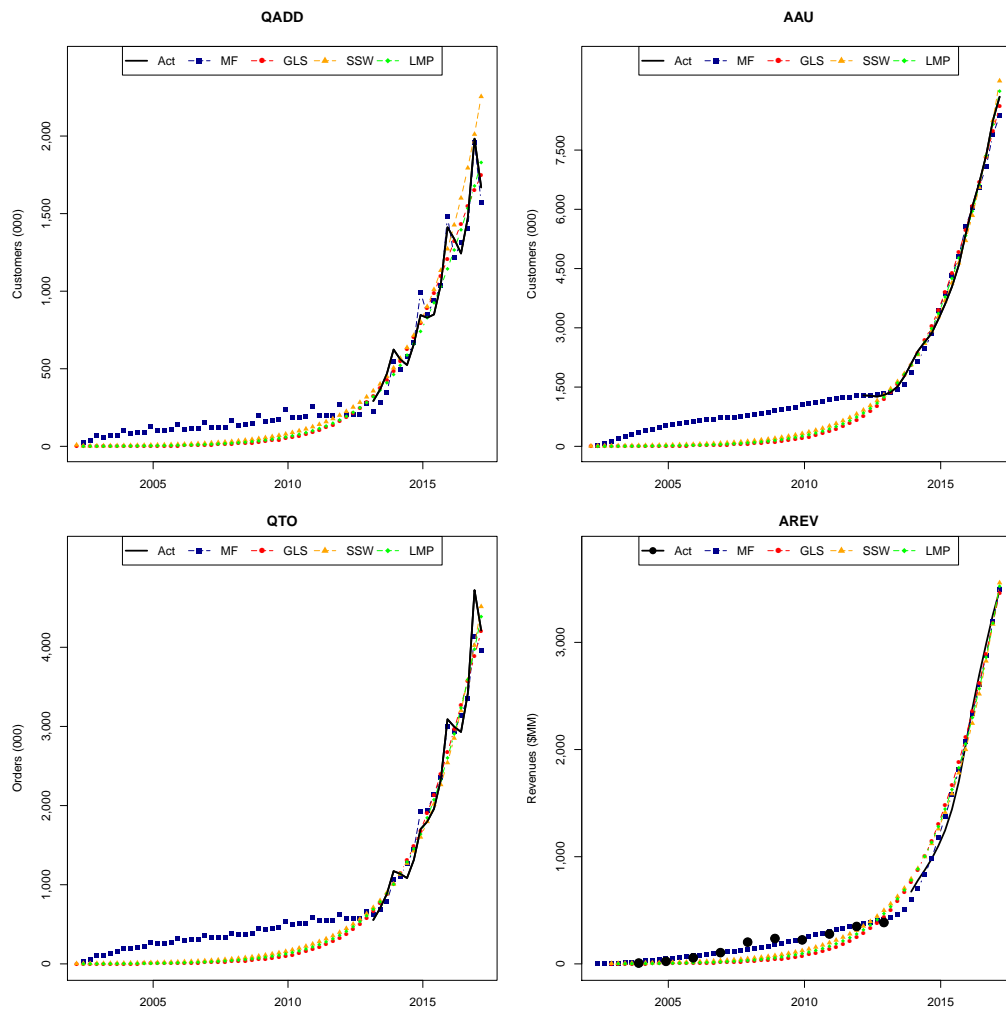 QADD
Act MF GLS SSW LMP
Customers (000)
2,000
1,500
1,000
500
0
2005 2010 2015
AAU
Act MF GLS SSW LMP
Customers (000)
7,500
6,000
4,500
3,000
1,500
0
2005 2010 2015
QTO
Act MF GLS SSW LMP
Orders (000)
4,000
3,000
2,000
1,000
0
2005 2010 2015
AREV
Act MF GLS SSW LMP
Revenues ($MM)
3,000
2,000
1,000
0
2005 2010 2015